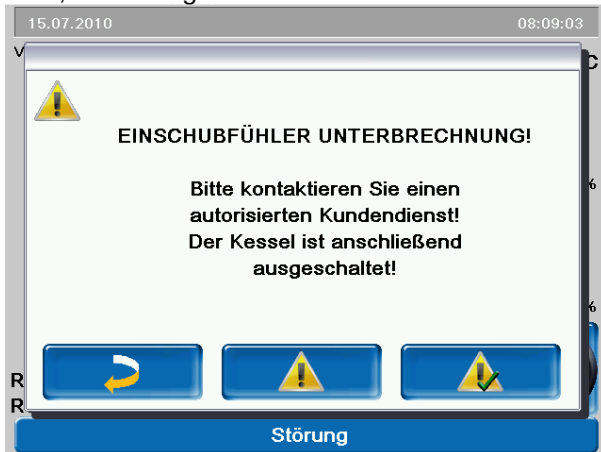 15.07.2010 08:09:03
V
C
EINSCHUBFÜHLER UNTERBRECHNUNG!
Bitte kontaktieren Sie einen
%
autorisierten Kundendienst!
Der Kessel ist anschließend
ausgeschaltet!
%
R
R
Störung